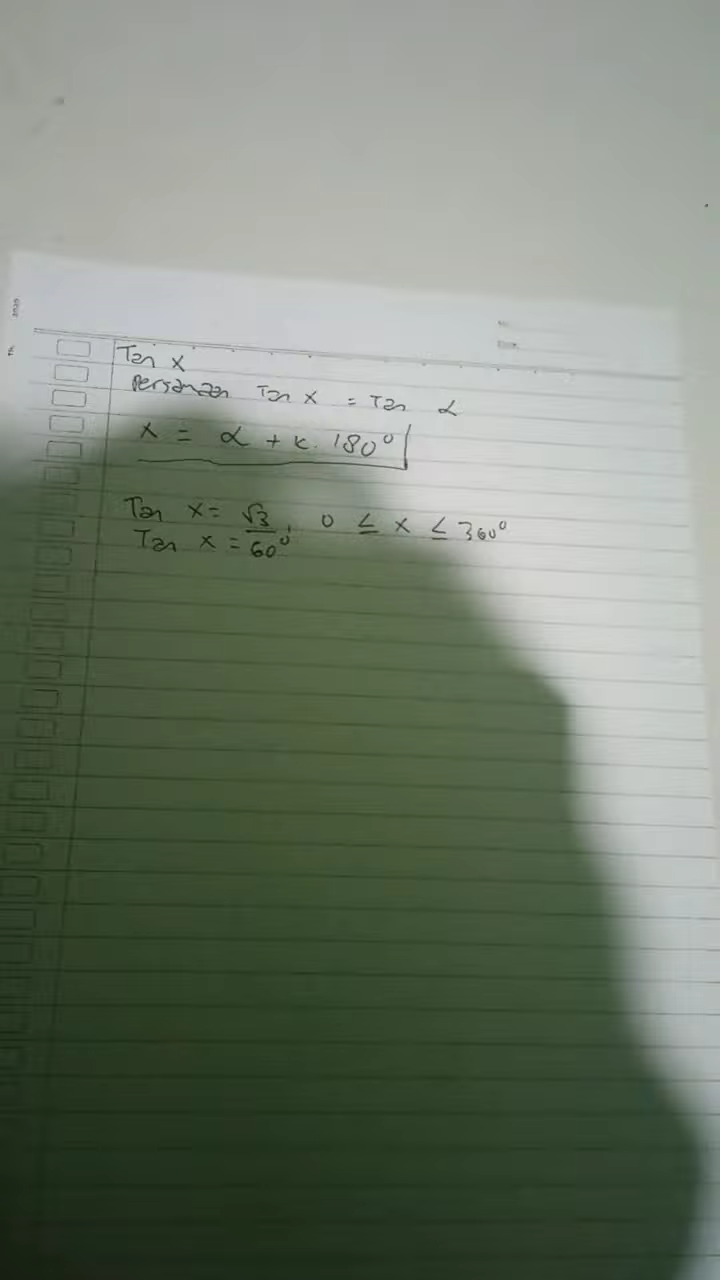 Tan x
Persamaan Tan x = Tan α
x = α + k. 180°
Tan x = √3, 0 ≤ x ≤ 360°
Tan x = 60°